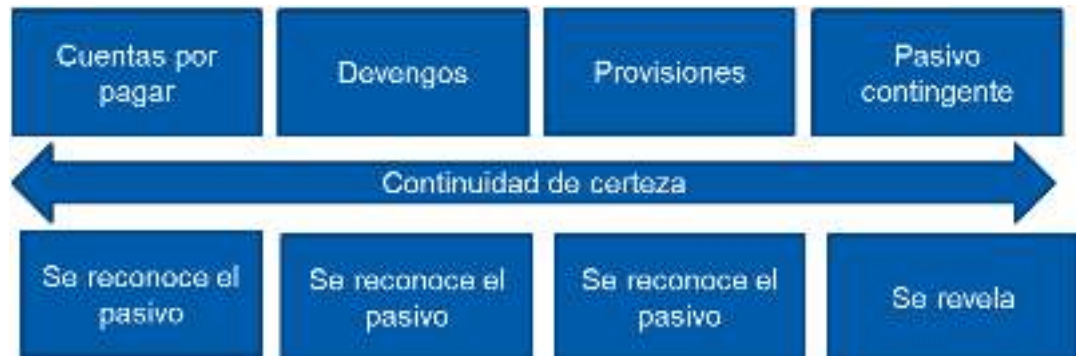 Cuentas por
pagar
Devengos
Provisiones
Pasivo
contingente
Continuidad de certeza
Se reconoce el
pasivo
Se reconoce el
pasivo
Se reconoce el
pasivo
Se revela